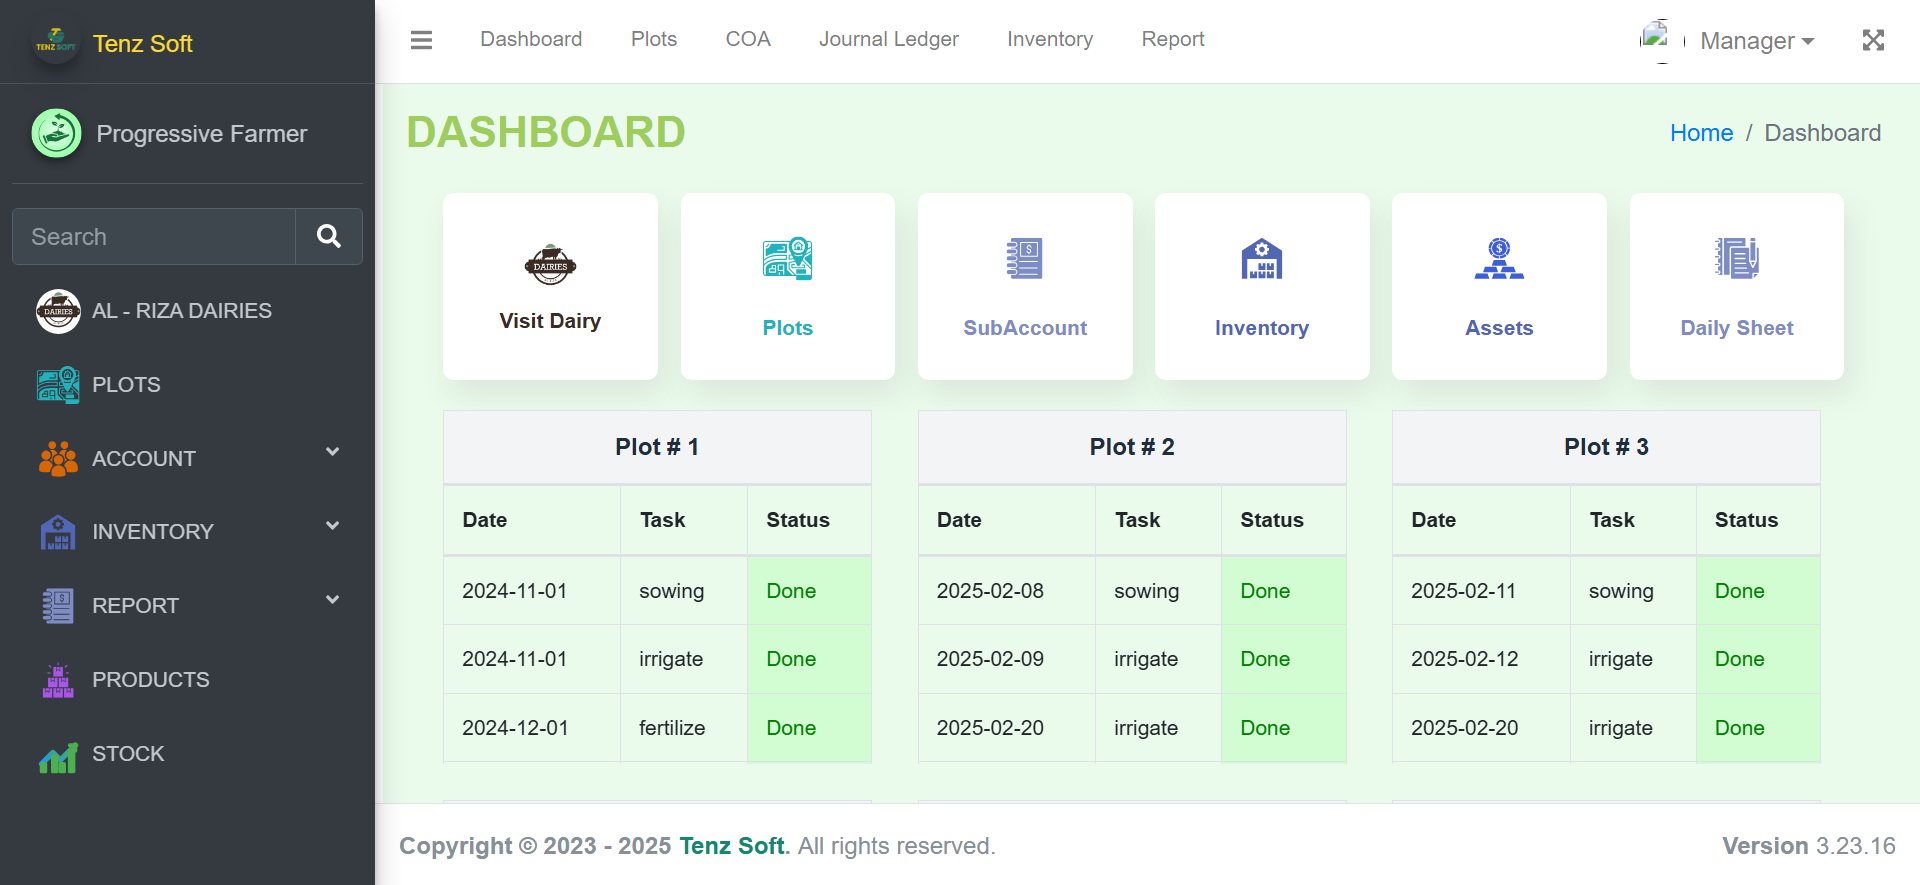 TENZ SOFT
Tenz Soft
Dashboard
Plots
COA
Journal Ledger
Inventory
Report
Manager
Progressive Farmer
DASHBOARD
Home / Dashboard
Search
AL - RIZA DAIRIES
PLOTS
ACCOUNT
INVENTORY
REPORT
PRODUCTS
STOCK
DAIRIES
DAIRIES
Visit Dairy
Plots
SubAccount
Inventory
Assets
Daily Sheet
Plot # 1
Date Task Status
2024-11-01 sowing Done
2024-11-01 irrigate Done
2024-12-01 fertilize Done
Plot # 2
Date Task Status
2025-02-08 sowing Done
2025-02-09 irrigate Done
2025-02-20 irrigate Done
Plot # 3
Date Task Status
2025-02-11 sowing Done
2025-02-12 irrigate Done
2025-02-20 irrigate Done
Copyright © 2023 - 2025 Tenz Soft. All rights reserved.
Version 3.23.16